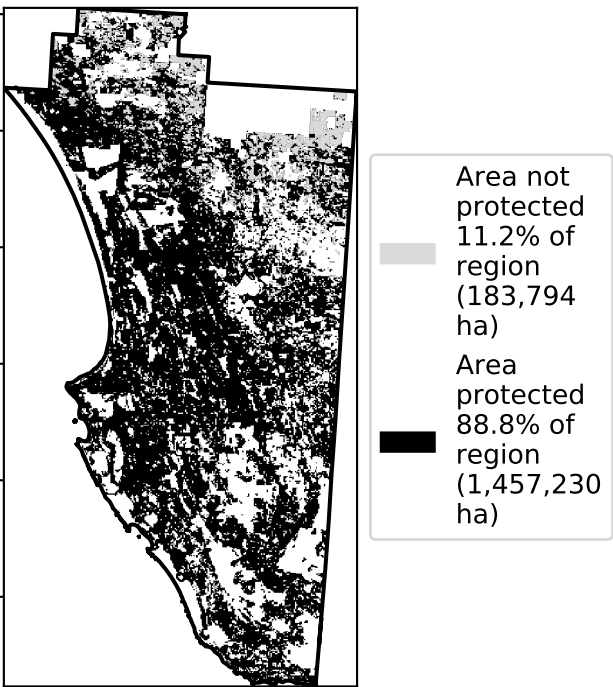 Area not
protected
11.2% of
region
(183,794
ha)
Area
protected
88.8% of
region
(1,457,230
ha)